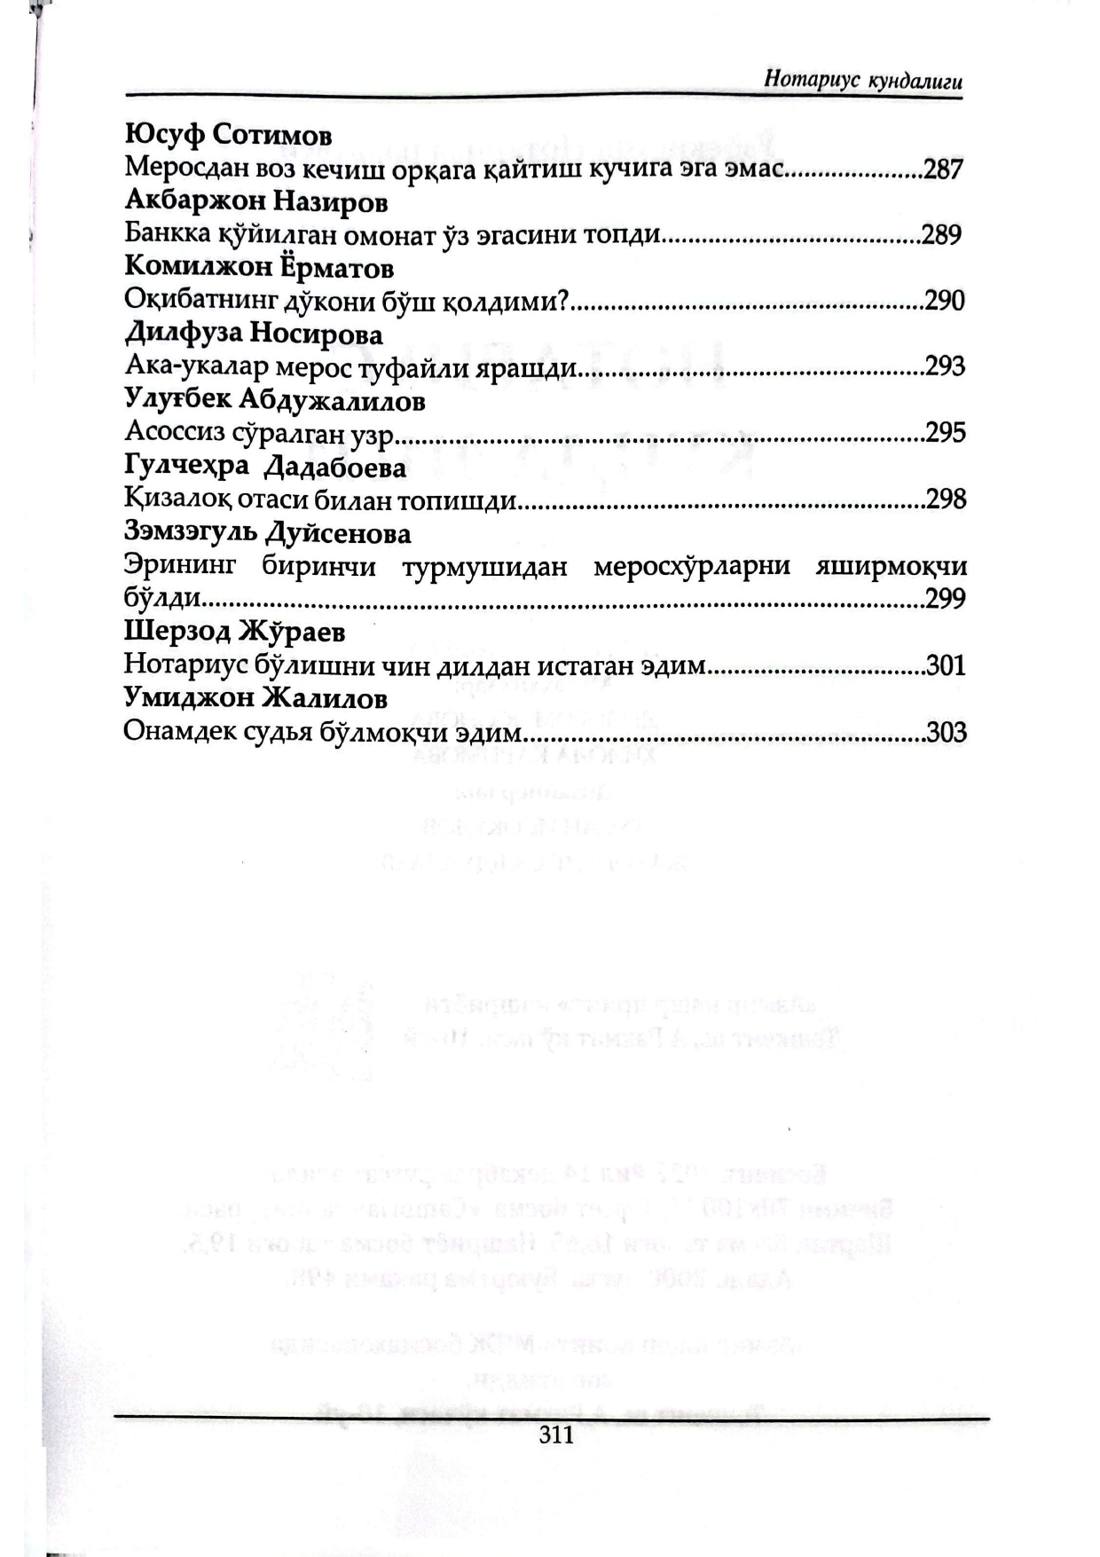 Нотариус кундалиги
Юсуф Сотимов
Меросдан воз кечиш орқага қайтиш кучига эга эмас....................287
Акбаржон Назиров
Банкка қўйилган омонат ўз эгасини топди.....................................289
Комилжон Ёрматов
Оқибатнинг дўкони бўш қолдими?...................................................290
Дилфуза Носирова
Ака-укалар мерос туфайли ярашди..................................................293
Улуғбек Абдужалилов
Асоссиз сўралган узр............................................................................295
Гулчеҳра Дадабоева
Қизалоқ отаси билан топишди...........................................................298
Зэмзэгуль Дуйсенова
Эрининг биринчи турмушидан меросхўрларни яширмоқчи
бўлди........................................................................................................299
Шерзод Жўраев
Нотариус бўлишни чин дилдан истаган эдим...............................301
Умиджон Жалилов
Онамдек судья бўлмоқчи эдим..........................................................303
311